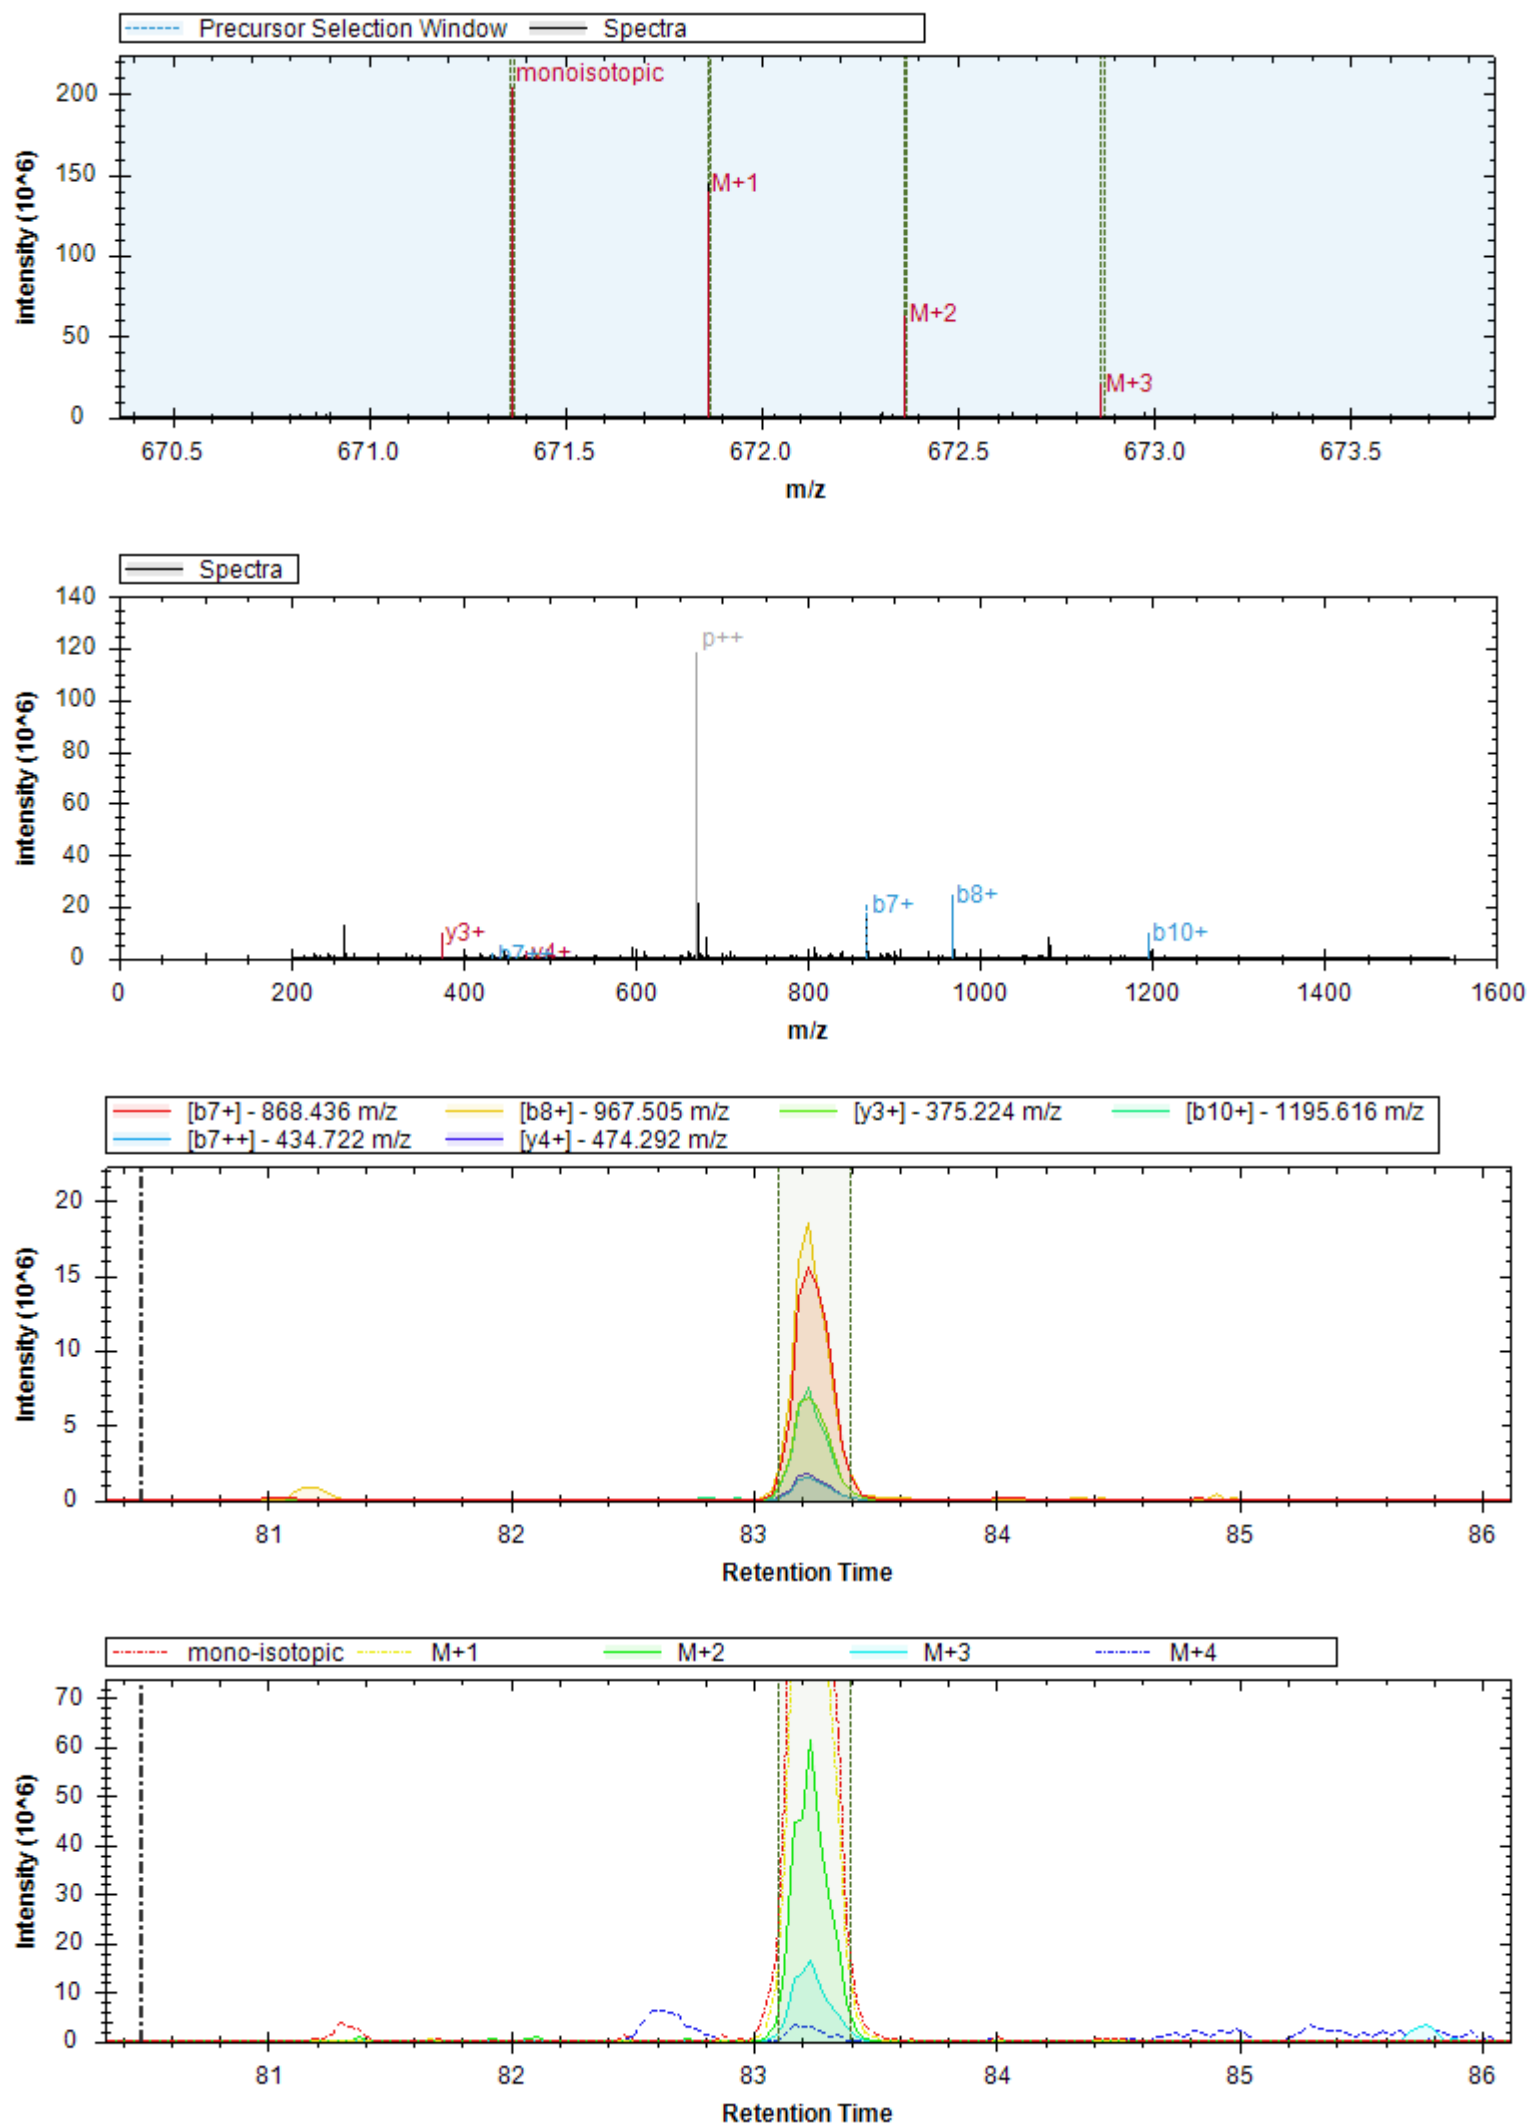 Precursor Selection Window Spectra
monoisotopic
M+1
M+2
M+3
200
150
100
50
0
intensity (10^6)
670.5 671.0 671.5 672.0 672.5 673.0 673.5
m/z
Spectra
140
120
100
80
60
40
20
0
intensity (10^6)
p++
b8+
b7+
y3+
b10+
b7++
y4+
0 200 400 600 800 1000 1200 1400 1600
m/z
[b7+] - 868.436 m/z [b8+] - 967.505 m/z [y3+] - 375.224 m/z [b10+] - 1195.616 m/z
[b7++] - 434.722 m/z [y4+] - 474.292 m/z
20
15
10
5
0
Intensity (10^6)
81 82 83 84 85 86
Retention Time
mono-isotopic M+1 M+2 M+3 M+4
70
60
50
40
30
20
10
0
Intensity (10^6)
81 82 83 84 85 86
Retention Time